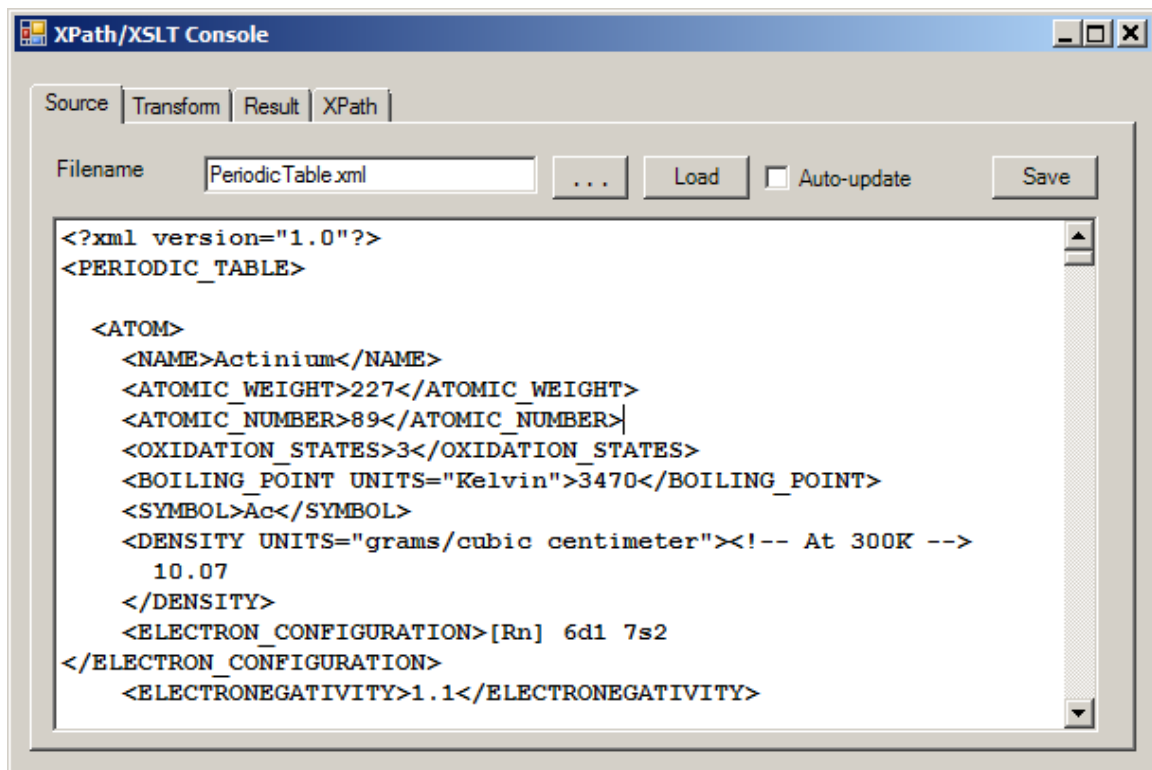 XPath/XSLT Console
Source Transform Result XPath
Filename PeriodicTable.xml ... Load Auto-update Save
<?xml version="1.0"?>
<PERIODIC_TABLE>
<ATOM>
<NAME>Actinium</NAME>
<ATOMIC_WEIGHT>227</ATOMIC_WEIGHT>
<ATOMIC_NUMBER>89</ATOMIC_NUMBER>
<OXIDATION_STATES>3</OXIDATION_STATES>
<BOILING_POINT UNITS="Kelvin">3470</BOILING_POINT>
<SYMBOL>Ac</SYMBOL>
<DENSITY UNITS="grams/cubic centimeter"><!-- At 300K -->
10.07
</DENSITY>
<ELECTRON_CONFIGURATION>[Rn] 6d1 7s2
</ELECTRON_CONFIGURATION>
<ELECTRONEGATIVITY>1.1</ELECTRONEGATIVITY>